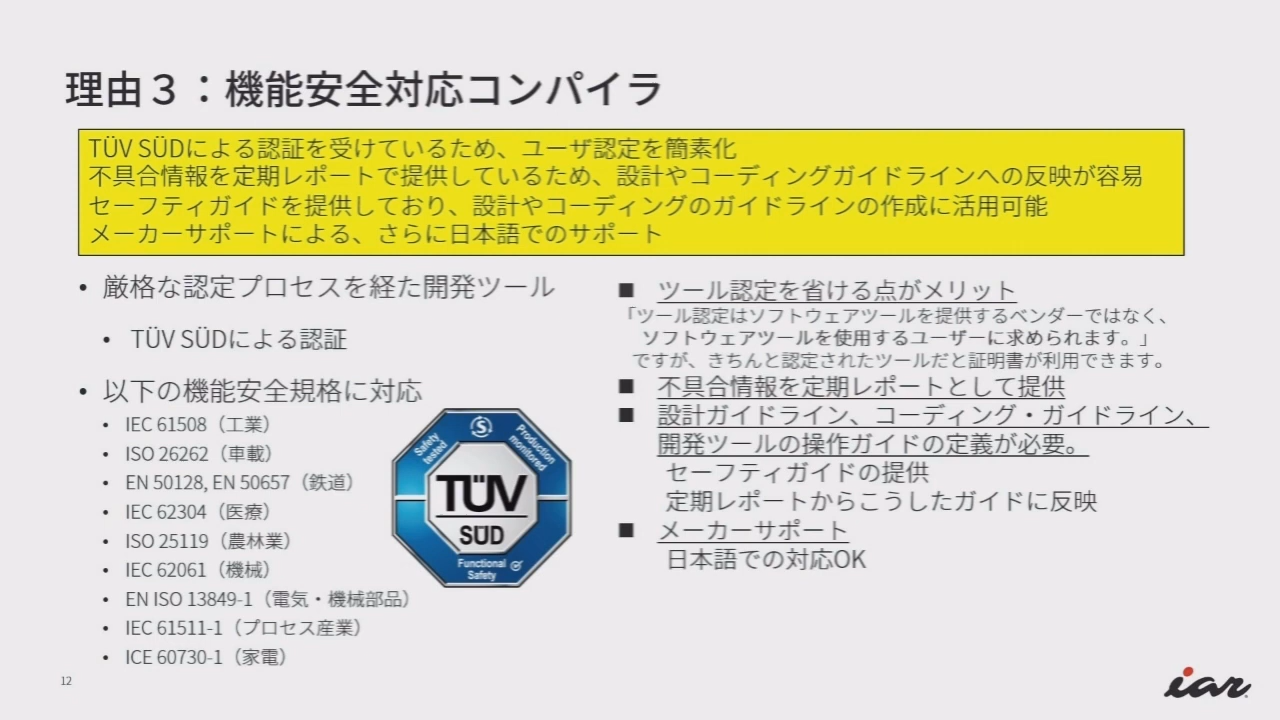 理由３：機能安全対応コンパイラ
TÜV SÜDによる認証を受けているため、ユーザ認定を簡素化
不具合情報を定期レポートで提供しているため、設計やコーディングガイドラインへの反映が容易
セーフティガイドを提供しており、設計やコーディングのガイドラインの作成に活用可能
メーカーサポートによる、さらに日本語でのサポート
• 厳格な認定プロセスを経た開発ツール
• TÜV SÜDによる認証
• 以下の機能安全規格に対応
• IEC 61508（工業）
• ISO 26262（車載）
• EN 50128, EN 50657（鉄道）
• IEC 62304（医療）
• ISO 25119（農林業）
• IEC 62061（機械）
• EN ISO 13849-1（電気・機械部品）
• IEC 61511-1（プロセス産業）
• ICE 60730-1（家電）
Safety tested
Production monitored
TÜV
SÜD
Functional
Safety
■ ツール認定を省ける点がメリット
「ツール認定はソフトウェアツールを提供するベンダーではなく、
ソフトウェアツールを使用するユーザーに求められます。」
ですが、きちんと認定されたツールだと証明書が利用できます。
■ 不具合情報を定期レポートとして提供
■ 設計ガイドライン、コーディング・ガイドライン、
開発ツールの操作ガイドの定義が必要。
セーフティガイドの提供
定期レポートからこうしたガイドに反映
■ メーカーサポート
日本語での対応OK
12
iar